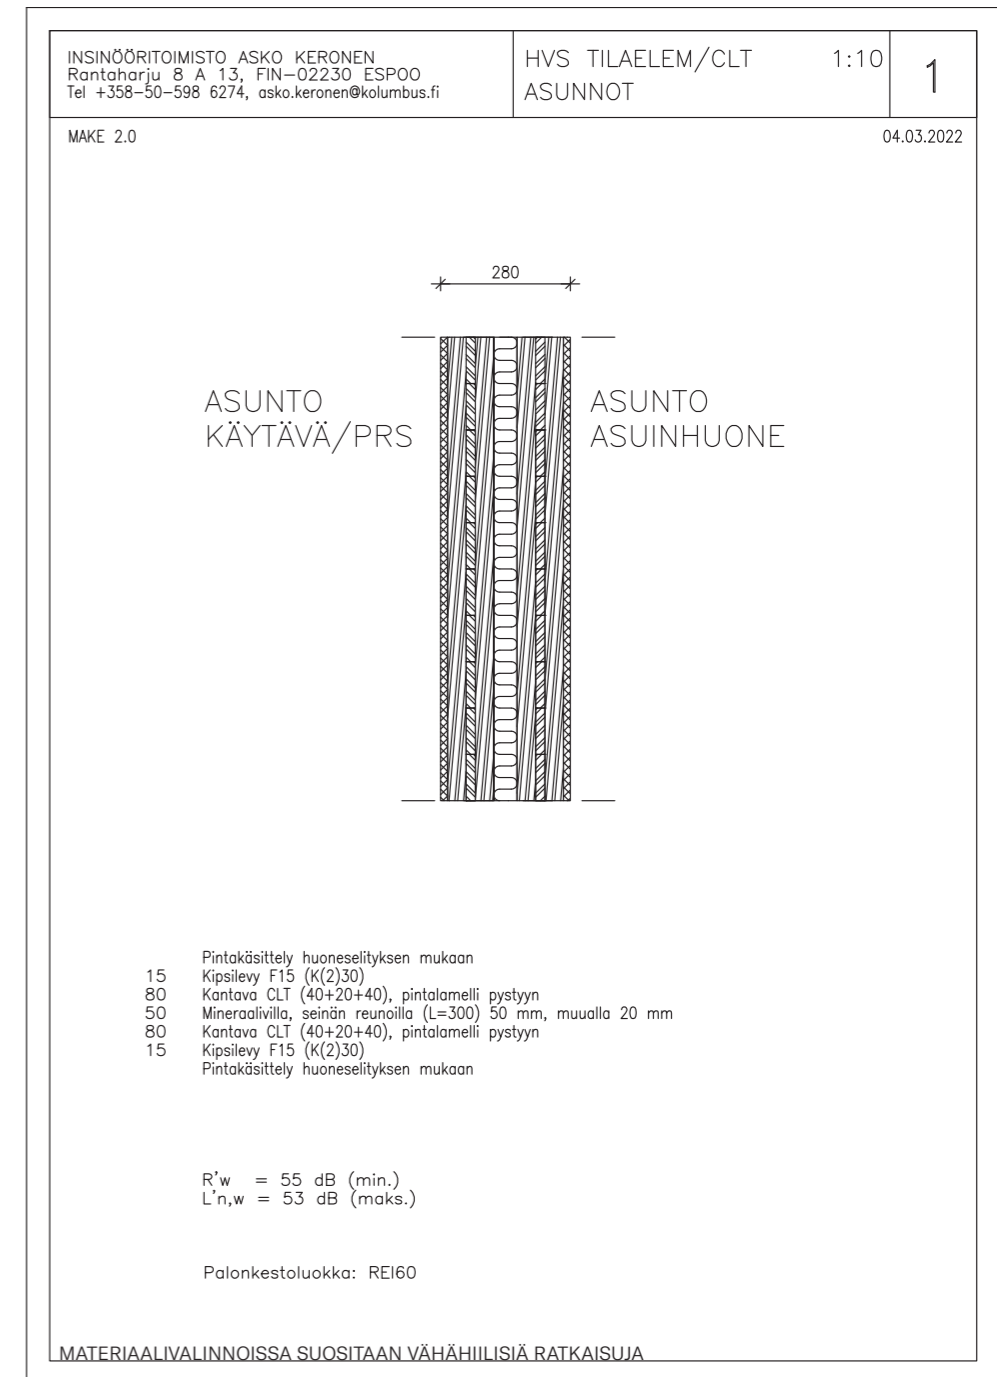 INSINÖÖRITOIMISTO ASKO KERONEN
Rantaharju 8 A 13, FIN-02230 ESPOO
Tel +358-50-598 6274, asko.keronen@kolumbus.fi
HVS TILAELEM/CLT 1:10
ASUNNOT
1
MAKE 2.0 04.03.2022
280
ASUNTO
KÄYTÄVÄ/PRS
ASUNTO
ASUINHUONE
Pintakäsittely huoneselityksen mukaan
15 Kipsilevy F15 (K(2)30)
80 Kantava CLT (40+20+40), pintalamelli pystyyn
50 Mineraalivilla, seinän reunoilla (L=300) 50 mm, muualla 20 mm
80 Kantava CLT (40+20+40), pintalamelli pystyyn
15 Kipsilevy F15 (K(2)30)
Pintakäsittely huoneselityksen mukaan
R'w = 55 dB (min.)
L'n,w = 53 dB (maks.)
Palonkestoluokka: REI60
MATERIAALIVALINNOISSA SUOSITAAN VÄHÄHIILISIÄ RATKAISUJA